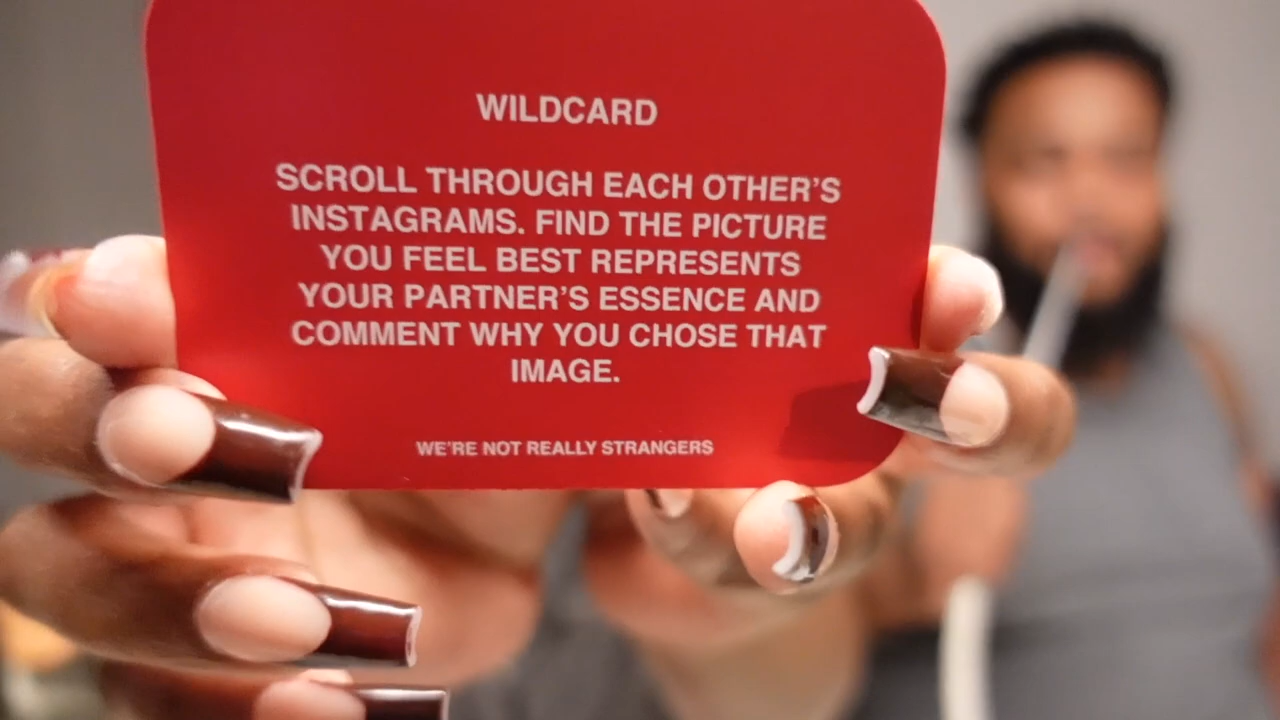 WILDCARD
SCROLL THROUGH EACH OTHER'S
INSTAGRAMS. FIND THE PICTURE
YOU FEEL BEST REPRESENTS
YOUR PARTNER'S ESSENCE AND
COMMENT WHY YOU CHOSE THAT
IMAGE.
WE'RE NOT REALLY STRANGERS